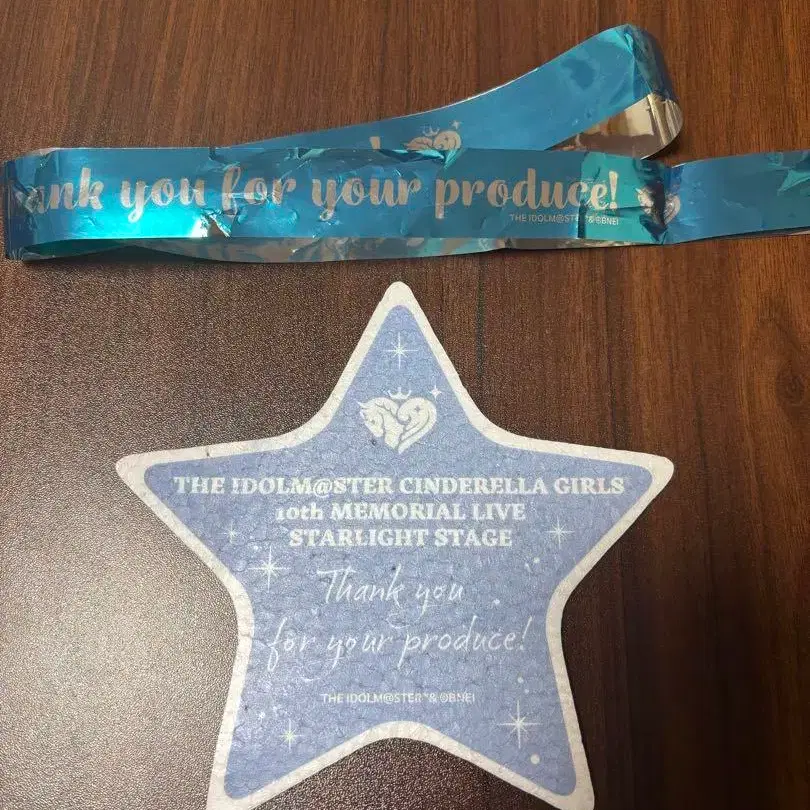 you for your produce!
THE IDOLM@STER™& ©BNEI
THE IDOLM@STER CINDERELLA GIRLS
10th MEMORIAL LIVE
STARLIGHT STAGE
Thank you
for your produce!
THE IDOLM@STER™& ©BNEI